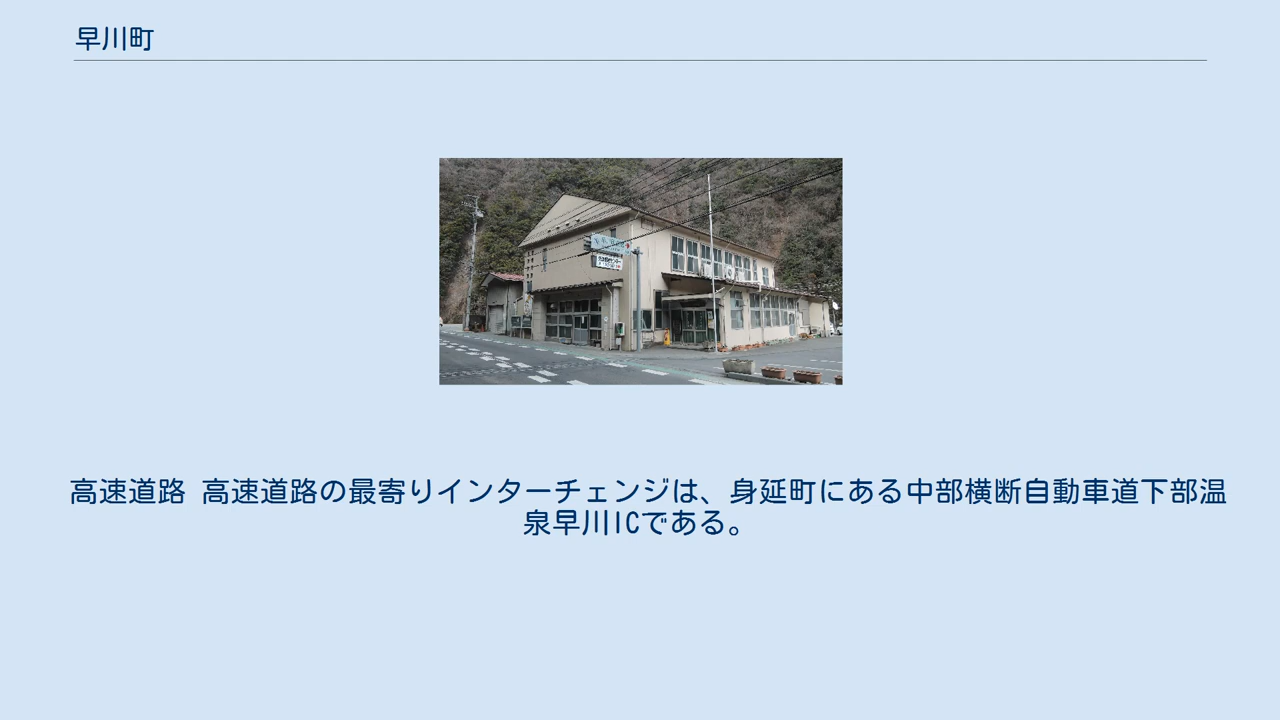 早川町
高速道路 高速道路の最寄りインターチェンジは、身延町にある中部横断自動車道下部温
泉早川ICである。